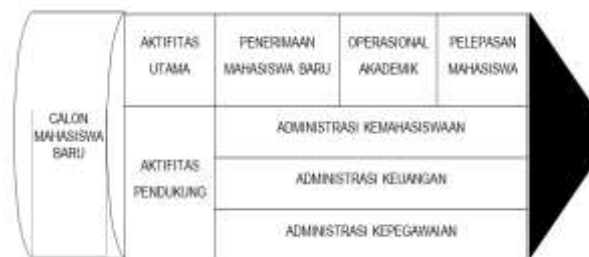 CALON
MAHASISWA
BARU
AKTIFITAS
UTAMA
PENERIMAAN
MAHASISWA BARU
OPERASIONAL
AKADEMIK
PELEPASAN
MAHASISWA
AKTIFITAS
PENDUKUNG
ADMINISTRASI KEMAHASISWAAN
ADMINISTRASI KEUANGAN
ADMINISTRASI KEPEGAWAIAN